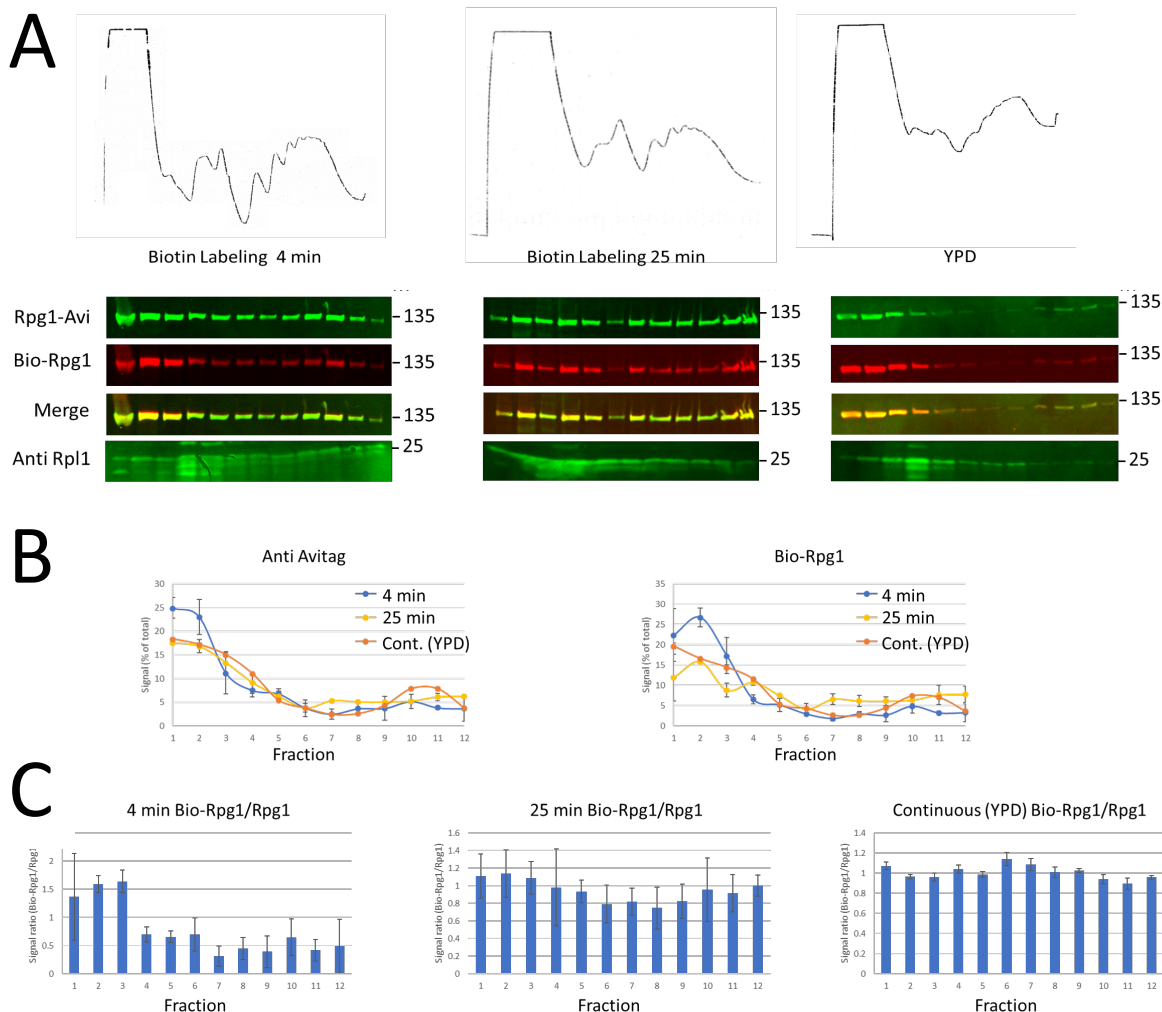 A
Biotin Labeling 4 min
Biotin Labeling 25 min
YPD
Rpg1-Avi
135
135
135
Bio-Rpg1
135
135
135
Merge
135
135
135
Anti Rpl1
25
25
25
B
Anti Avitag
Signal (% of total)
30
25
20
15
10
5
0
4 min
25 min
Cont. (YPD)
1 2 3 4 5 6 7 8 9 10 11 12
Fraction
Bio-Rpg1
Signal (% of total)
35
30
25
20
15
10
5
0
4 min
25 min
Cont. (YPD)
1 2 3 4 5 6 7 8 9 10 11 12
Fraction
C
4 min Bio-Rpg1/Rpg1
Signal ratio (Bio-Rpg1/Rpg1
2
1.5
1
0.5
0
1 2 3 4 5 6 7 8 9 10 11 12
Fraction
25 min Bio-Rpg1/Rpg1
Signal ratio (Bio-Rpg1/Rpg1)
1.6
1.4
1.2
1
0.8
0.6
0.4
0.2
0
1 2 3 4 5 6 7 8 9 10 11 12
Fraction
Continuous (YPD) Bio-Rpg1/Rpg1
Signal ratio (Bio-Rpg1/Rpg1)
1.4
1.2
1
0.8
0.6
0.4
0.2
0
1 2 3 4 5 6 7 8 9 10 11 12
Fraction